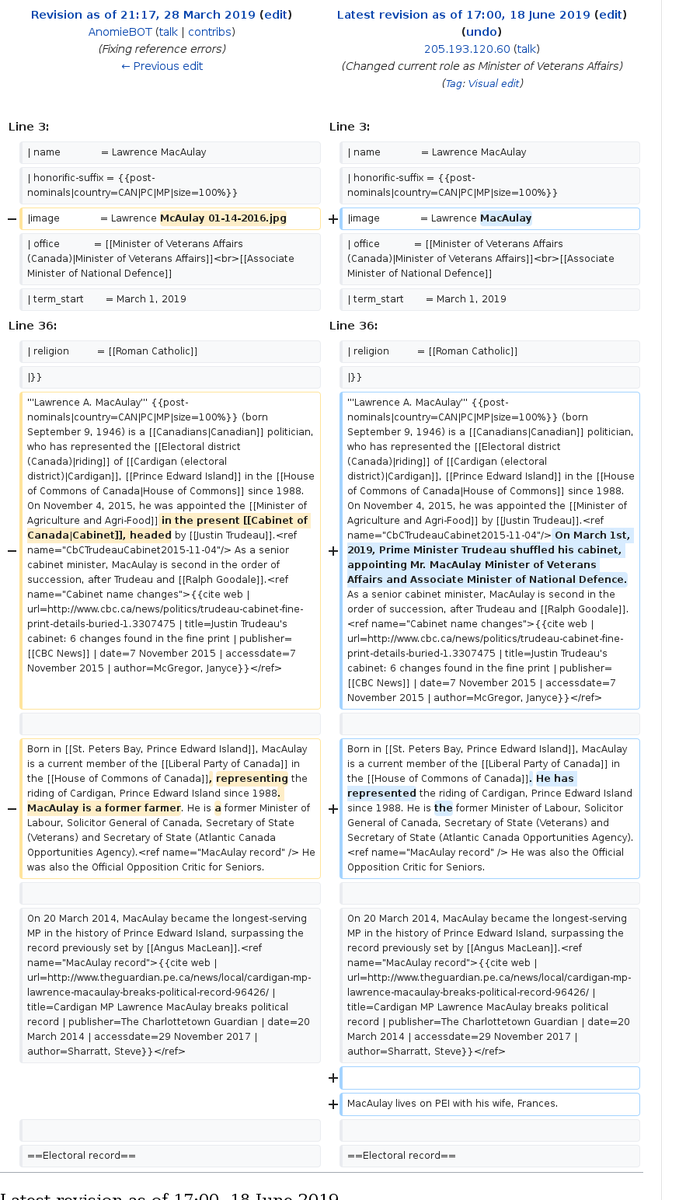 Revision as of 21:17, 28 March 2019 (edit)
AnomieBOT (talk | contribs)
(Fixing reference errors)
← Previous edit
Latest revision as of 17:00, 18 June 2019 (edit)
(undo)
205.193.120.60 (talk)
(Changed current role as Minister of Veterans Affairs)
(Tag: Visual edit)
Line 3:
Line 3:
| name = Lawrence MacAulay
| name = Lawrence MacAulay
| honorific-suffix = {{post-
nominals|country=CAN|PC|MP|size=100%}}
| honorific-suffix = {{post-
nominals|country=CAN|PC|MP|size=100%}}
− |image = Lawrence McAulay 01-14-2016.jpg
+ |image = Lawrence MacAulay
| office = [[Minister of Veterans Affairs
(Canada)|Minister of Veterans Affairs]]<br>[[Associate
Minister of National Defence]]
| office = [[Minister of Veterans Affairs
(Canada)|Minister of Veterans Affairs]]<br>[[Associate
Minister of National Defence]]
| term_start = March 1, 2019
| term_start = March 1, 2019
Line 36:
Line 36:
| religion = [[Roman Catholic]]
| religion = [[Roman Catholic]]
|}}
|}}
−
'''Lawrence A. MacAulay''' {{post-
nominals|country=CAN|PC|MP|size=100%}} (born
September 9, 1946) is a [[Canadians|Canadian]] politician,
who has represented the [[Electoral district
(Canada)|riding]] of [[Cardigan (electoral
district)|Cardigan]], [[Prince Edward Island]] in the [[House
of Commons of Canada|House of Commons]] since 1988.
On November 4, 2015, he was appointed the [[Minister of
Agriculture and Agri-Food]] in the present [[Cabinet of
Canada|Cabinet]], headed by [[Justin Trudeau]].<ref
name="CbCTrudeauCabinet2015-11-04"/> As a senior
cabinet minister, MacAulay is second in the order of
succession, after Trudeau and [[Ralph Goodale]].<ref
name="Cabinet name changes">{{cite web |
url=http://www.cbc.ca/news/politics/trudeau-cabinet-fine-
print-details-buried-1.3307475 | title=Justin Trudeau's
cabinet: 6 changes found in the fine print | publisher=
[[CBC News]] | date=7 November 2015 | accessdate=7
November 2015 | author=McGregor, Janyce}}</ref>
+
'''Lawrence A. MacAulay''' {{post-
nominals|country=CAN|PC|MP|size=100%}} (born
September 9, 1946) is a [[Canadians|Canadian]] politician,
who has represented the [[Electoral district
(Canada)|riding]] of [[Cardigan (electoral
district)|Cardigan]], [[Prince Edward Island]] in the [[House
of Commons of Canada|House of Commons]] since 1988.
On November 4, 2015, he was appointed the [[Minister of
Agriculture and Agri-Food]] by [[Justin Trudeau]].<ref
name="CbCTrudeauCabinet2015-11-04"/> On March 1st,
2019, Prime Minister Trudeau shuffled his cabinet,
appointing Mr. MacAulay Minister of Veterans
Affairs and Associate Minister of National Defence.
As a senior cabinet minister, MacAulay is second in the
order of succession, after Trudeau and [[Ralph Goodale]].
<ref name="Cabinet name changes">{{cite web |
url=http://www.cbc.ca/news/politics/trudeau-cabinet-fine-
print-details-buried-1.3307475 | title=Justin Trudeau's
cabinet: 6 changes found in the fine print | publisher=
[[CBC News]] | date=7 November 2015 | accessdate=7
November 2015 | author=McGregor, Janyce}}</ref>
−
Born in [[St. Peters Bay, Prince Edward Island]], MacAulay
is a current member of the [[Liberal Party of Canada]] in
the [[House of Commons of Canada]], representing the
riding of Cardigan, Prince Edward Island since 1988.
MacAulay is a former farmer. He is a former Minister of
Labour, Solicitor General of Canada, Secretary of State
(Veterans) and Secretary of State (Atlantic Canada
Opportunities Agency).<ref name="MacAulay record" /> He
was also the Official Opposition Critic for Seniors.
+
Born in [[St. Peters Bay, Prince Edward Island]], MacAulay
is a current member of the [[Liberal Party of Canada]] in
the [[House of Commons of Canada]]. He has
represented the riding of Cardigan, Prince Edward Island
since 1988. He is the former Minister of Labour, Solicitor
General of Canada, Secretary of State (Veterans) and
Secretary of State (Atlantic Canada Opportunities Agency).
<ref name="MacAulay record" /> He was also the Official
Opposition Critic for Seniors.
On 20 March 2014, MacAulay became the longest-serving
MP in the history of Prince Edward Island, surpassing the
record previously set by [[Angus MacLean]].<ref
name="MacAulay record">{{cite web |
url=http://www.theguardian.pe.ca/news/local/cardigan-mp-
lawrence-macaulay-breaks-political-record-96426/ |
title=Cardigan MP Lawrence MacAulay breaks political
record | publisher=The Charlottetown Guardian | date=20
March 2014 | accessdate=29 November 2017 |
author=Sharratt, Steve}}</ref>
On 20 March 2014, MacAulay became the longest-serving
MP in the history of Prince Edward Island, surpassing the
record previously set by [[Angus MacLean]].<ref
name="MacAulay record">{{cite web |
url=http://www.theguardian.pe.ca/news/local/cardigan-mp-
lawrence-macaulay-breaks-political-record-96426/ |
title=Cardigan MP Lawrence MacAulay breaks political
record | publisher=The Charlottetown Guardian | date=20
March 2014 | accessdate=29 November 2017 |
author=Sharratt, Steve}}</ref>
+
+ MacAulay lives on PEI with his wife, Frances.
==Electoral record==
==Electoral record==
Latest revision as of 17:00, 18 June 2019